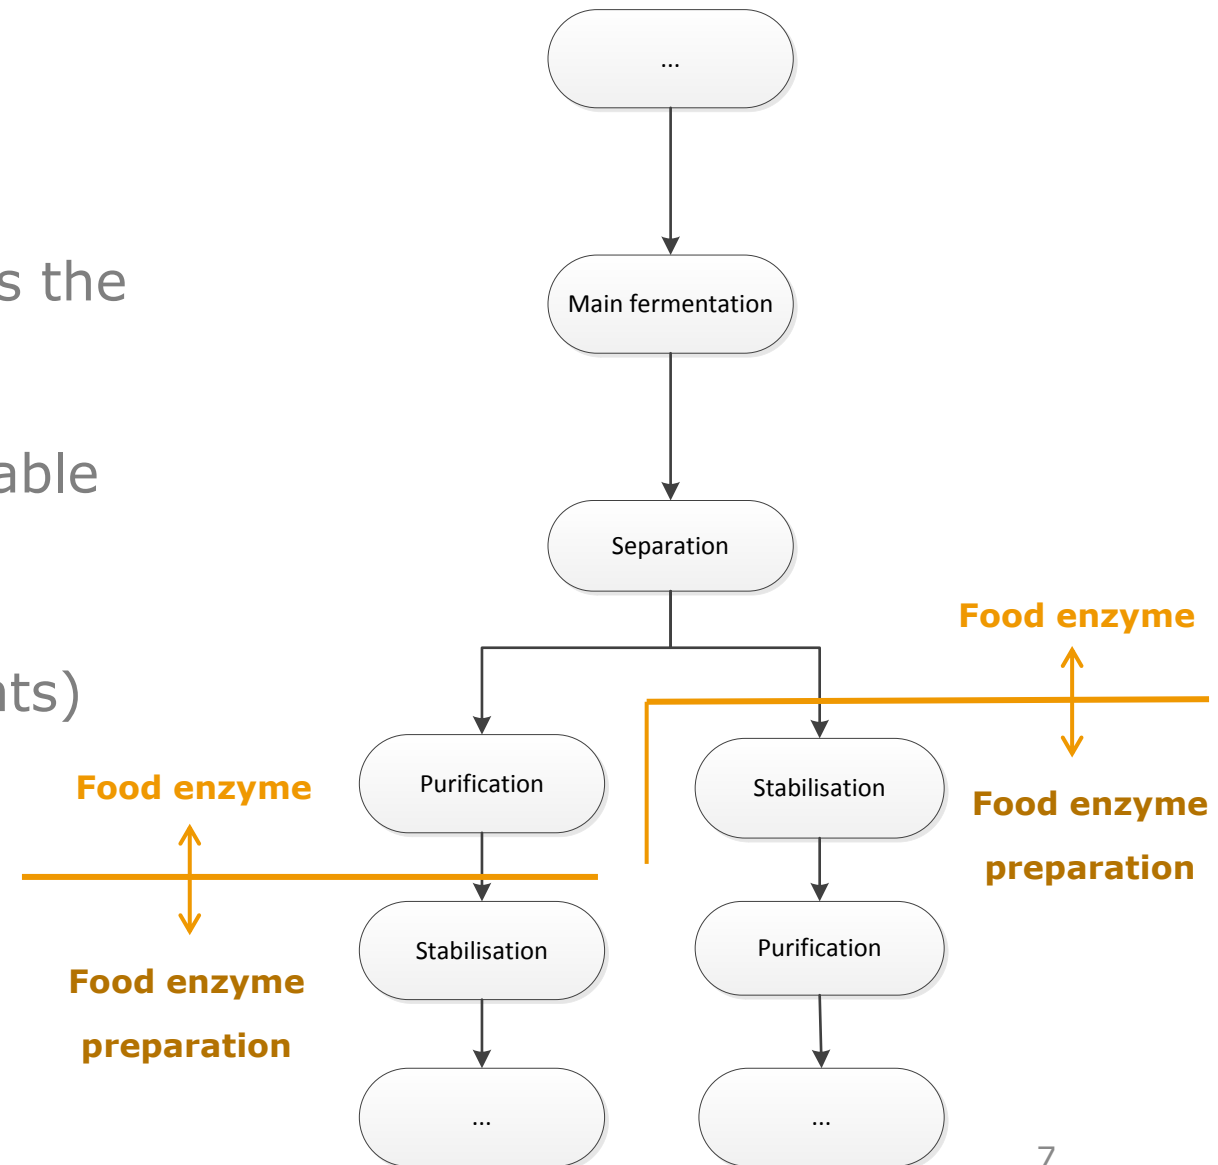 ...
s the
Main fermentation
able
Separation
Food enzyme
nts)
Food enzyme
Purification
Stabilisation
Food enzyme
preparation
Stabilisation
Purification
Food enzyme
preparation
...
...
7